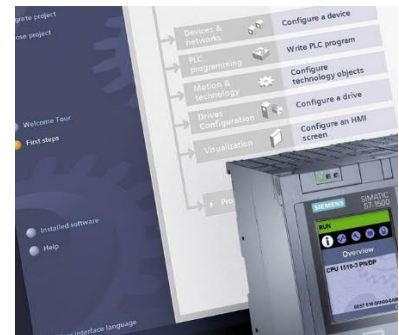 project
project
Welcome Tour
First steps
Installed software
Help
interface language
Devices &
networks
PLC
programming
Motion &
technology
Drives
Configuration
Visualization
Configure a device
Write PLC program
Configure
technology objects
Configure a drive
Configure an HMI
screen
SIEMENS
SIMATIC
S7-1500
RUN
Overview
CPU 1516-3 PN/DP